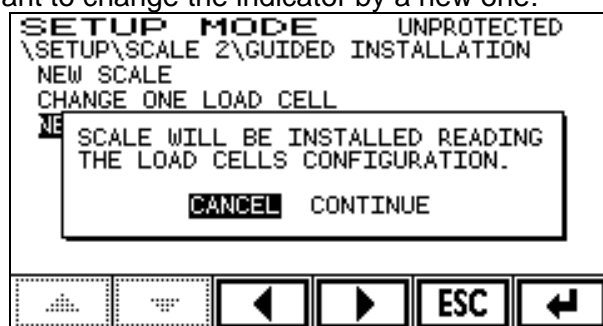 ant to change the indicator by a new one.
SETUP MODE UNPROTECTED
\SETUP\SCALE 2\GUIDED INSTALLATION
NEW SCALE
CHANGE ONE LOAD CELL
NE
SCALE WILL BE INSTALLED READING
THE LOAD CELLS CONFIGURATION.
CANCEL CONTINUE
ESC